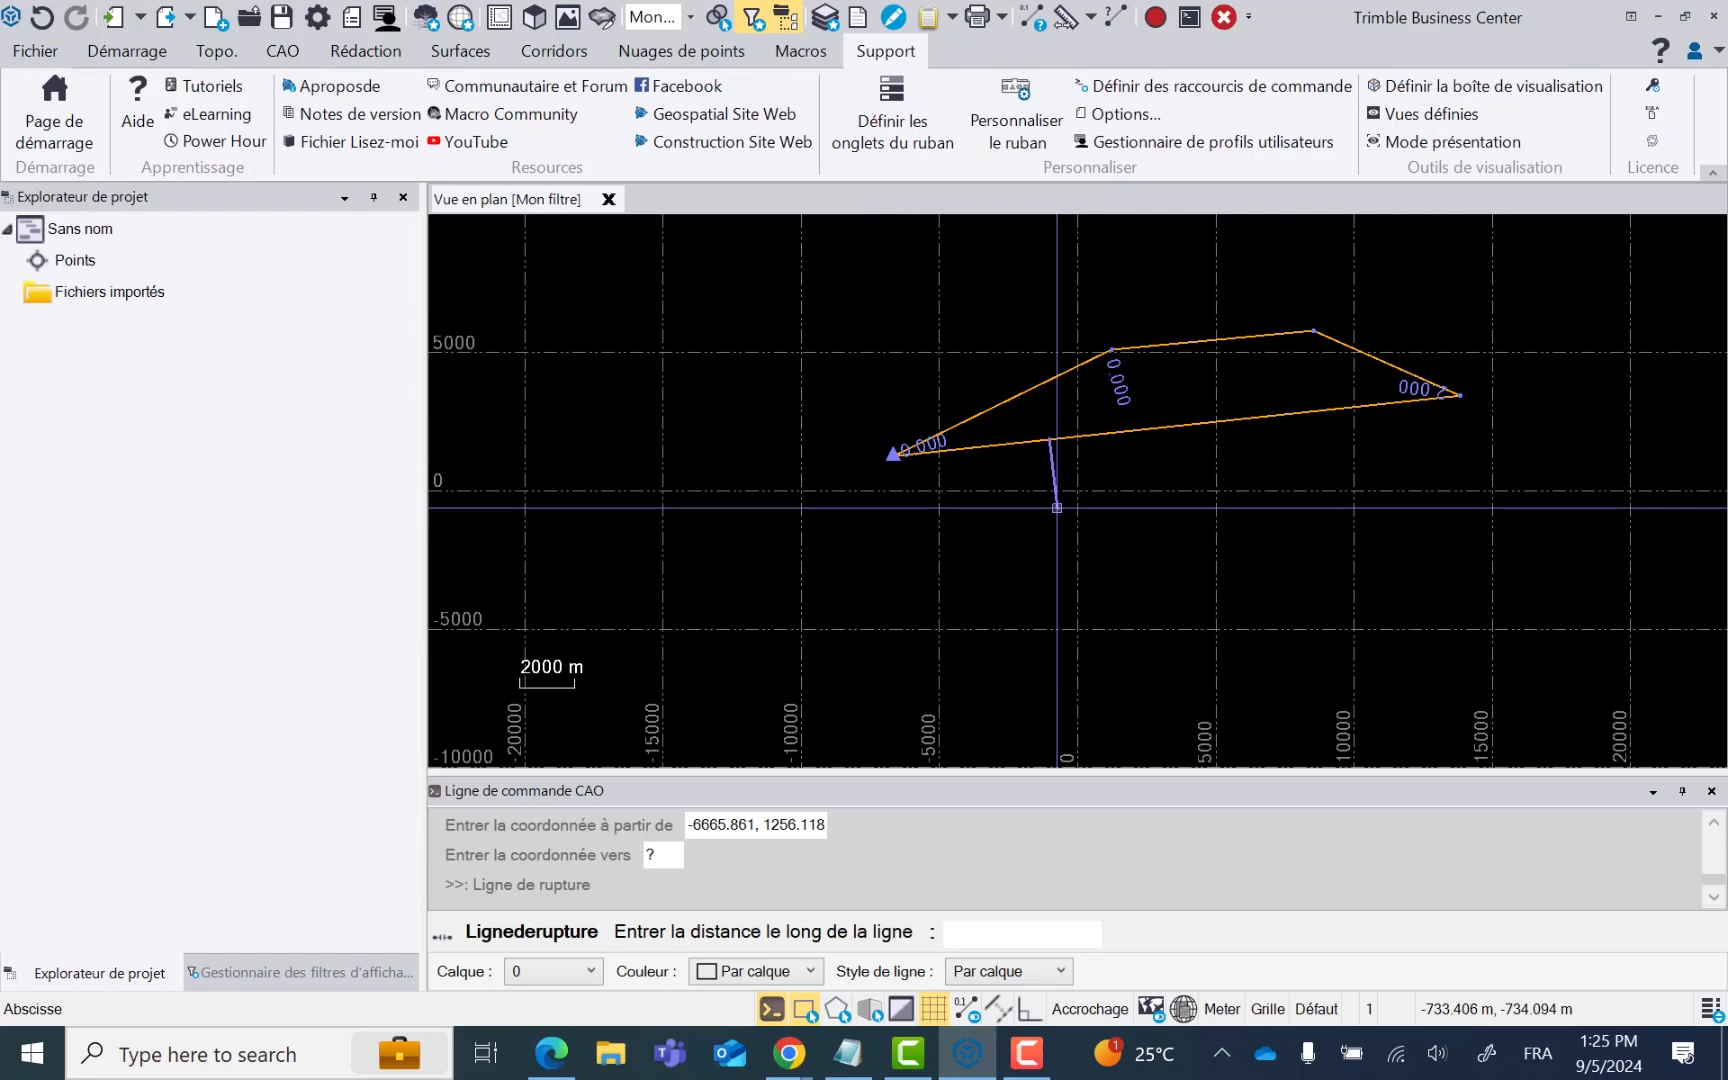 Mon...
Trimble Business Center
Fichier Démarrage Topo. CAO Rédaction Surfaces Corridors Nuages de points Macros Support
Page de
démarrage
Démarrage
Aide
Tutoriels
eLearning
Power Hour
Apprentissage
Aproposde
Notes de version
Fichier Lisez-moi
Communautaire et Forum
Macro Community
YouTube
Facebook
Geospatial Site Web
Construction Site Web
Resources
Définir les
onglets du ruban
Personnaliser
le ruban
Définir des raccourcis de commande
Options...
Gestionnaire de profils utilisateurs
Personnaliser
Définir la boîte de visualisation
Vues définies
Mode présentation
Outils de visualisation
Licence
Explorateur de projet
Sans nom
Points
Fichiers importés
Vue en plan [Mon filtre]
5000
0
-5000
-10000
2000 m
-20000 -15000 -10000 -5000 0 5000 10000 15000 20000
0.000
0.000
Ligne de commande CAO
Entrer la coordonnée à partir de -6665.861, 1256.118
Entrer la coordonnée vers ?
>>: Ligne de rupture
Lignederupture Entrer la distance le long de la ligne :
Calque : 0 Couleur : Par calque Style de ligne : Par calque
Explorateur de projet Gestionnaire des filtres d'afficha...
Abscisse
Accrochage Meter Grille Défaut 1 -733.406 m, -734.094 m
Type here to search
25°C
FRA
1:25 PM
9/5/2024